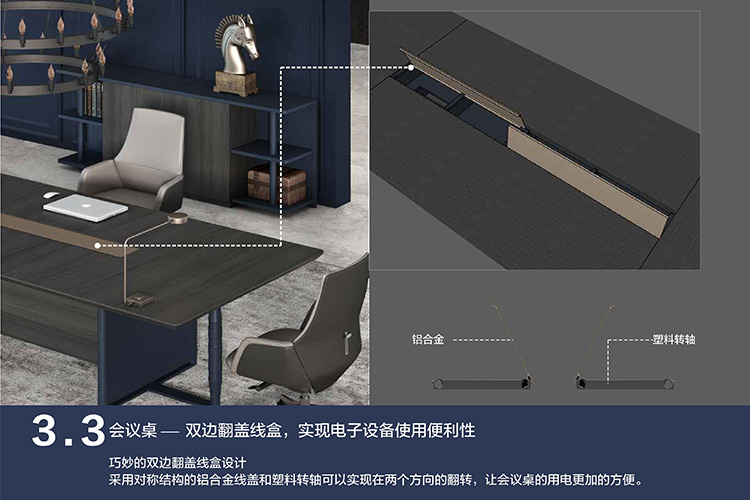 铝合金
塑料转轴
3.3 会议桌 — 双边翻盖线盒，实现电子设备使用便利性
巧妙的双边翻盖线盒设计
采用对称结构的铝合金线盖和塑料转轴可以实现在两个方向的翻转，让会议桌的用电更加的方便。